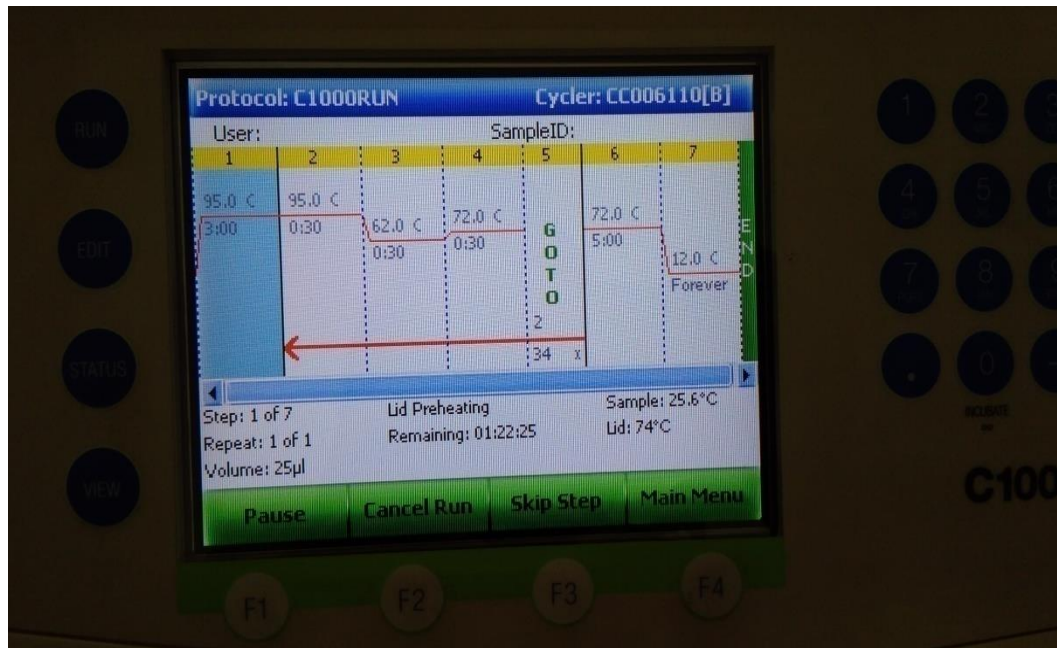 Protocol: C1000RUN Cycler: CC006110[B]
User: SampleID:
1 2 3 4 5 6 7
95.0 C 95.0 C 62.0 C 72.0 C GOTO 72.0 C 12.0 C END
3:00 0:30 0:30 0:30 5:00 Forever
2
34 x
Step: 1 of 7 Lid Preheating Sample: 25.6°C
Repeat: 1 of 1 Remaining: 01:22:25 Lid: 74°C
Volume: 25µl
Pause Cancel Run Skip Step Main Menu
F1 F2 F3 F4
RUN
EDIT
STATUS
VIEW
1 2 3
4 5
7 8
. 0
INCUBATE
C100